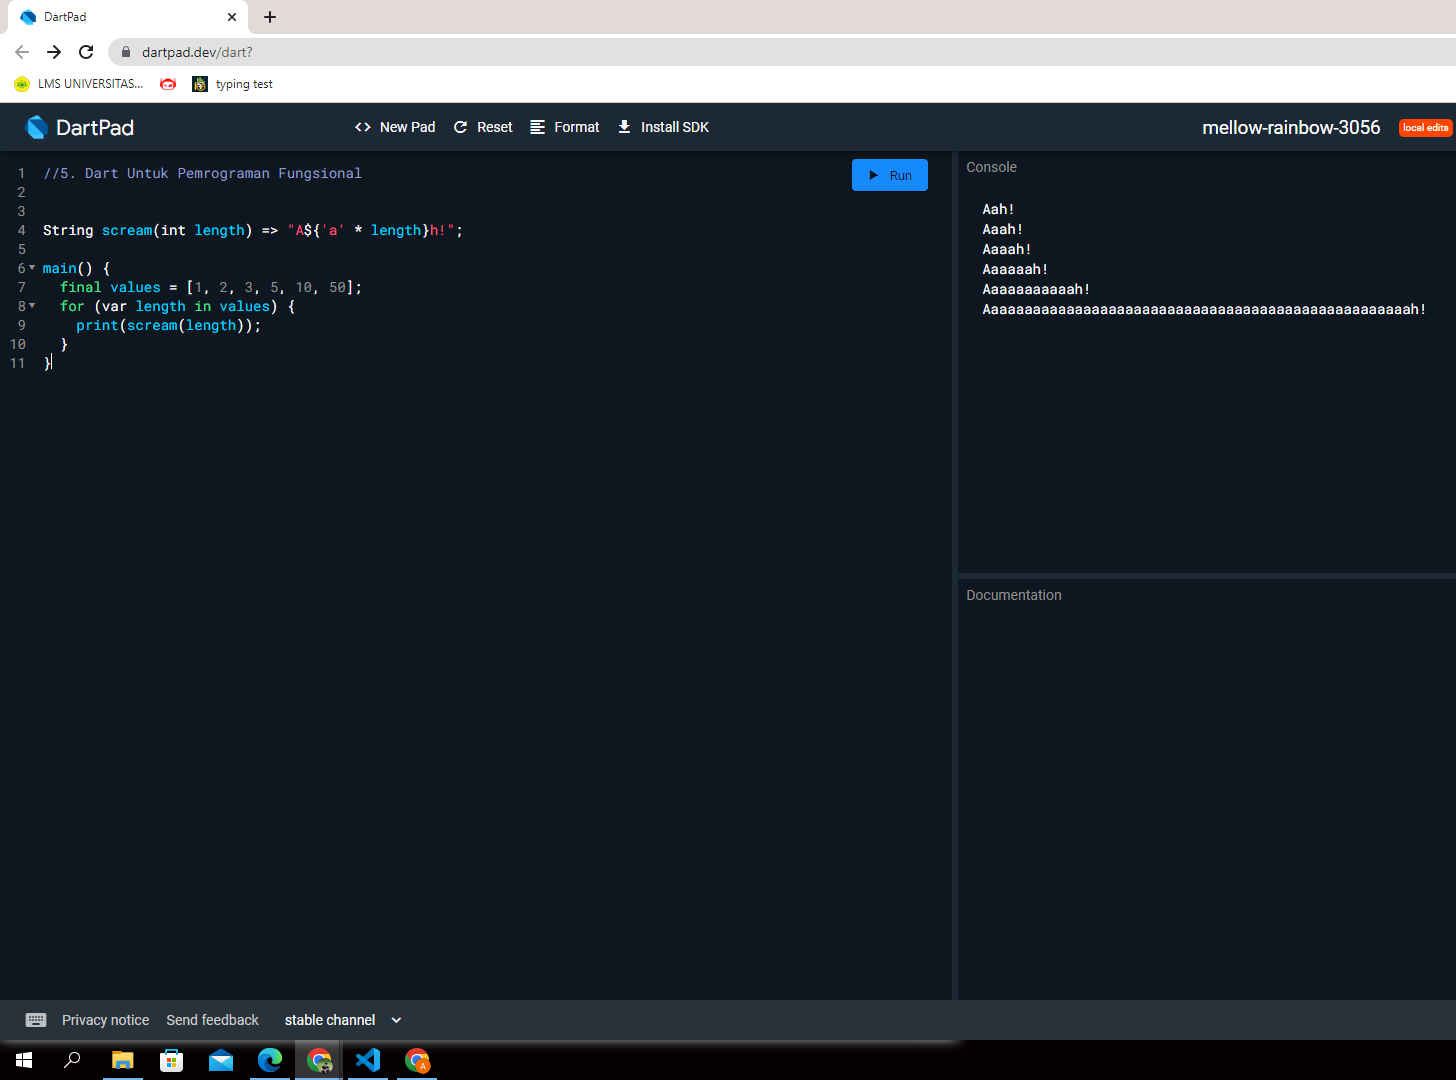 DartPad
dartpad.dev/dart?
LMS UNIVERSITAS... typing test
DartPad New Pad Reset Format Install SDK mellow-rainbow-3056 local edits
Run
1 //5. Dart Untuk Pemrograman Fungsional
2
3
4 String scream(int length) => "A${'a' * length}h!";
5
6 main() {
7 final values = [1, 2, 3, 5, 10, 50];
8 for (var length in values) {
9 print(scream(length));
10 }
11 }
Console
Aah!
Aaah!
Aaaah!
Aaaaaah!
Aaaaaaaaaaah!
Aaaaaaaaaaaaaaaaaaaaaaaaaaaaaaaaaaaaaaaaaaaaaaaaaaah!
Documentation
Privacy notice Send feedback stable channel